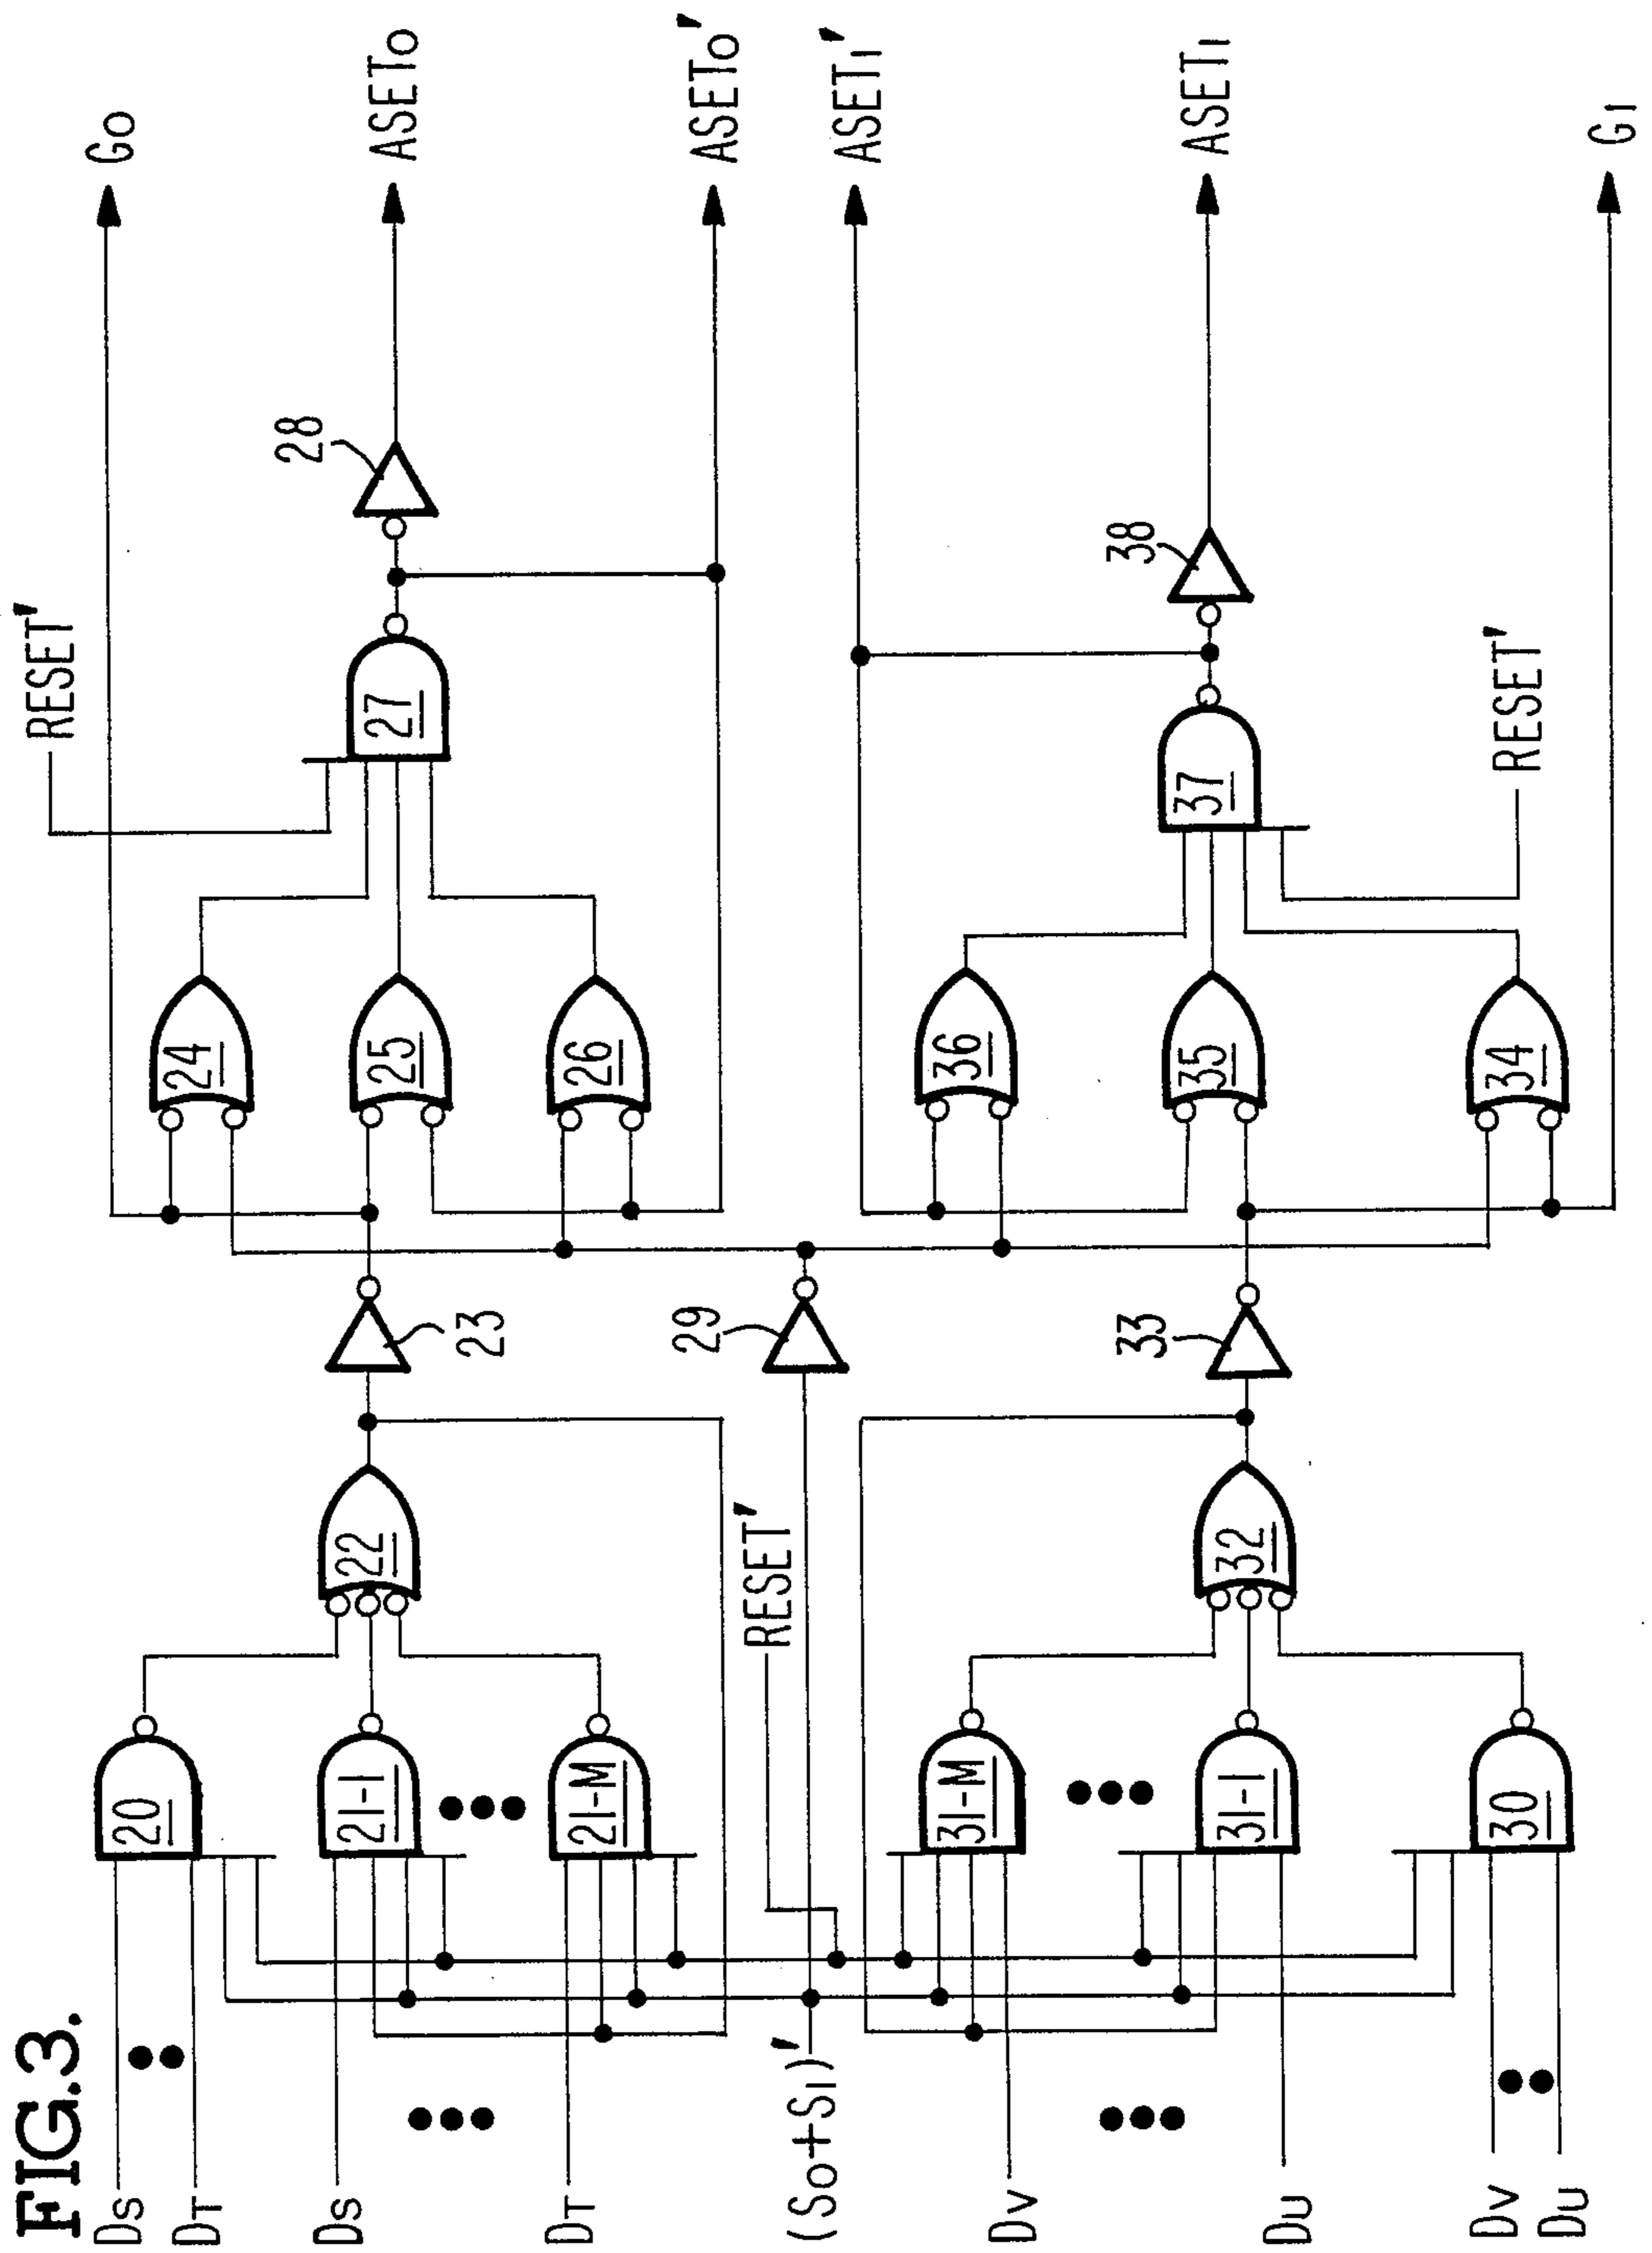 FIG.3.
G0
ASET0
ASET0'
ASET1'
ASET1
G1
28
38
RESET'
27
37
RESET'
24
25
26
36
35
34
23
29
33
22
RESET'
32
20
21-1
21-M
31-M
31-1
30
DS
DT
DS
DT
(S0+S1)'
DV
DU
DV
DU